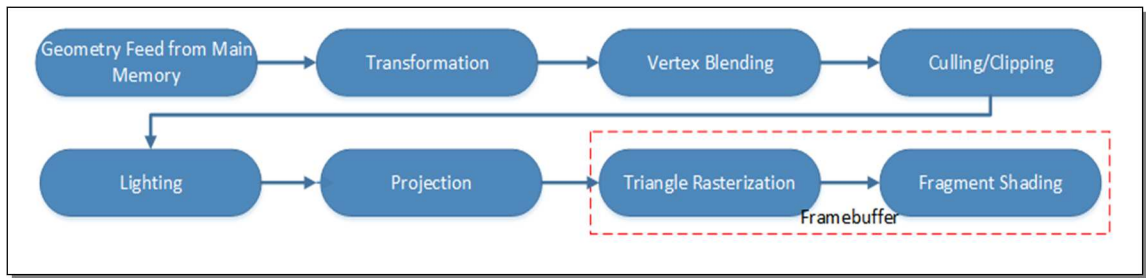 Geometry Feed from Main
Memory
Transformation
Vertex Blending
Culling/Clipping
Lighting
Projection
Triangle Rasterization
Fragment Shading
Framebuffer